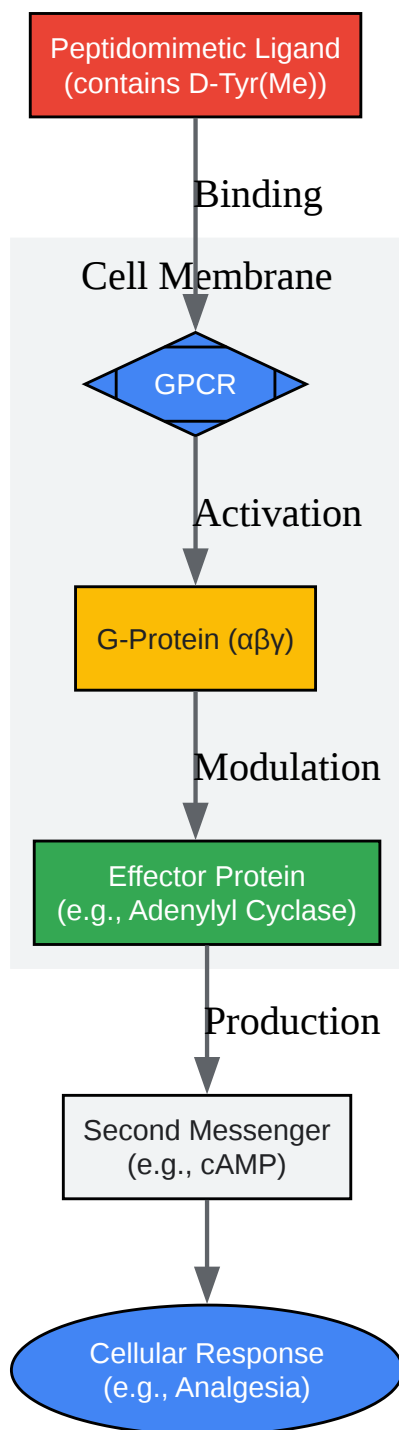 Peptidomimetic Ligand
(contains D-Tyr(Me))
Binding
Cell Membrane
GPCR
Activation
G-Protein (αβγ)
Modulation
Effector Protein
(e.g., Adenylyl Cyclase)
Production
Second Messenger
(e.g., cAMP)
Cellular Response
(e.g., Analgesia)